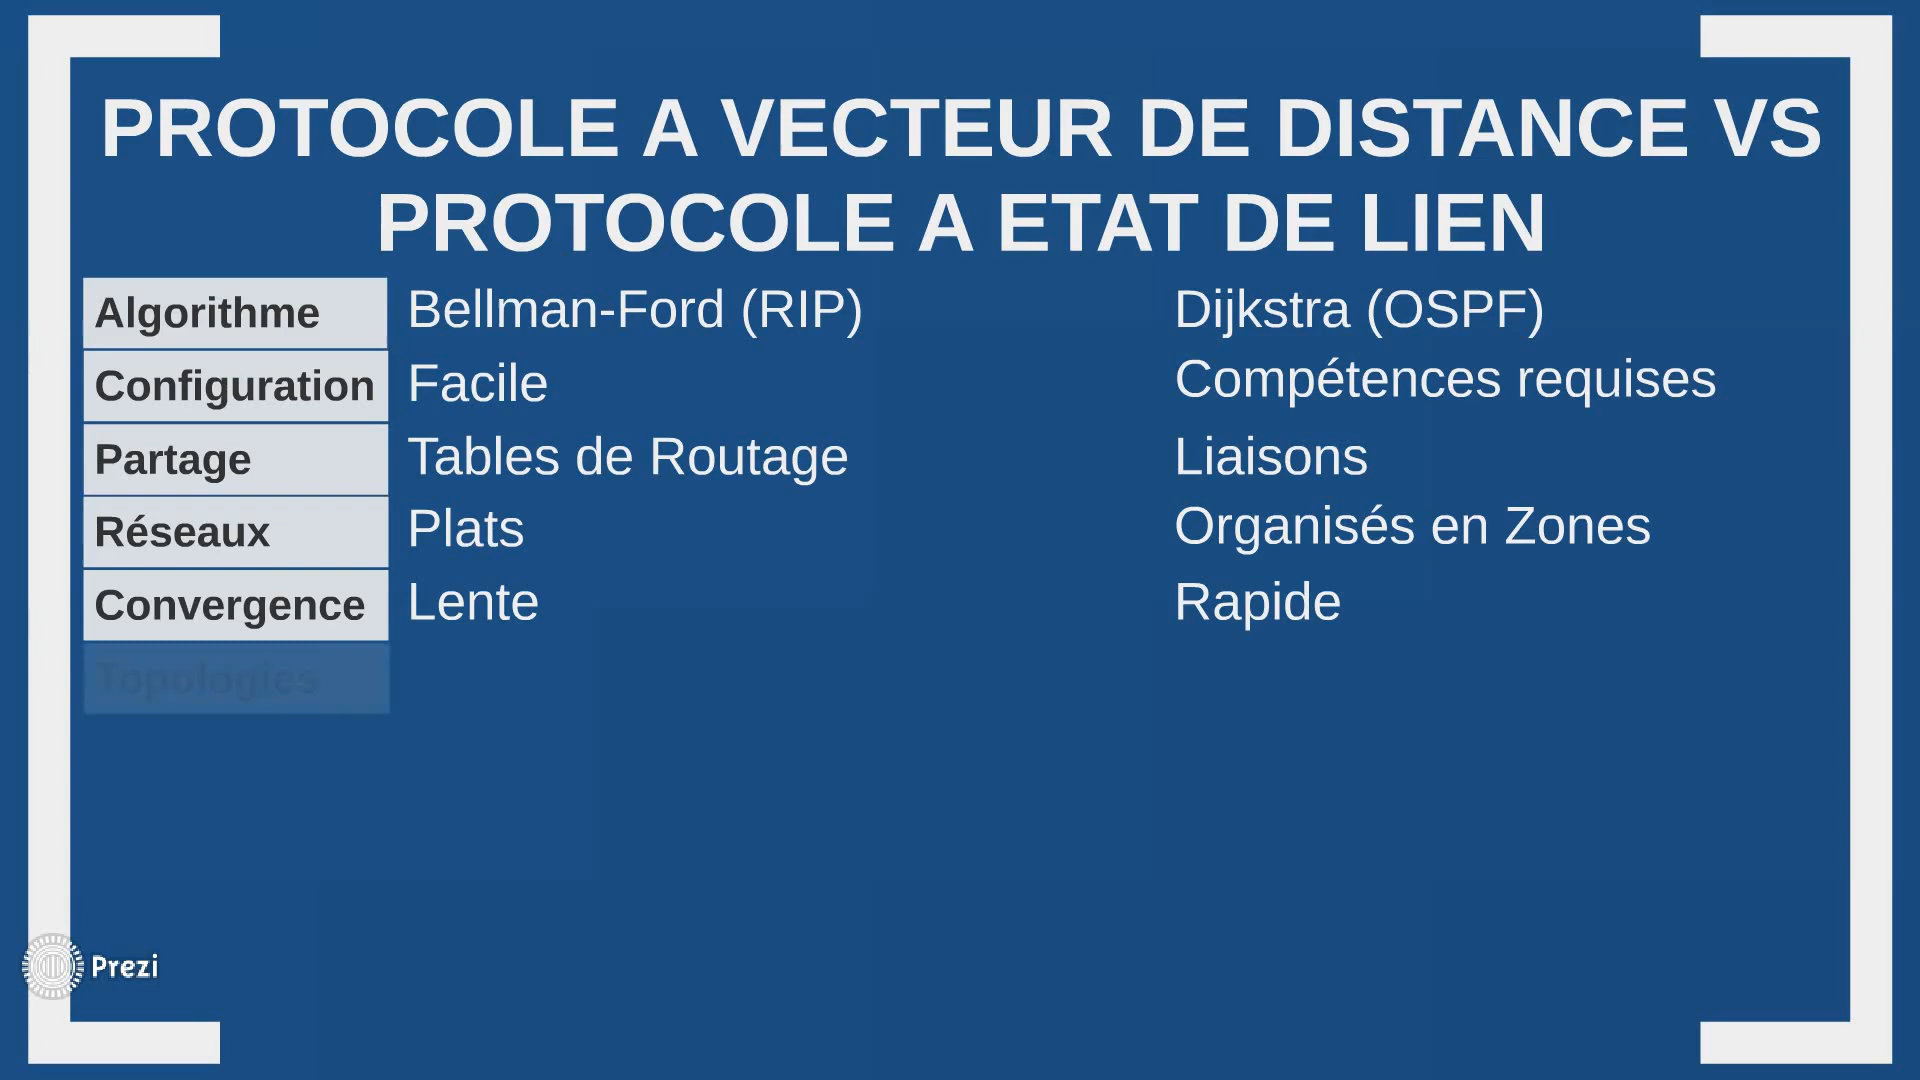 PROTOCOLE A VECTEUR DE DISTANCE VS
PROTOCOLE A ETAT DE LIEN
Algorithme Bellman-Ford (RIP) Dijkstra (OSPF)
Configuration Facile Compétences requises
Partage Tables de Routage Liaisons
Réseaux Plats Organisés en Zones
Convergence Lente Rapide
Topologies
Prezi